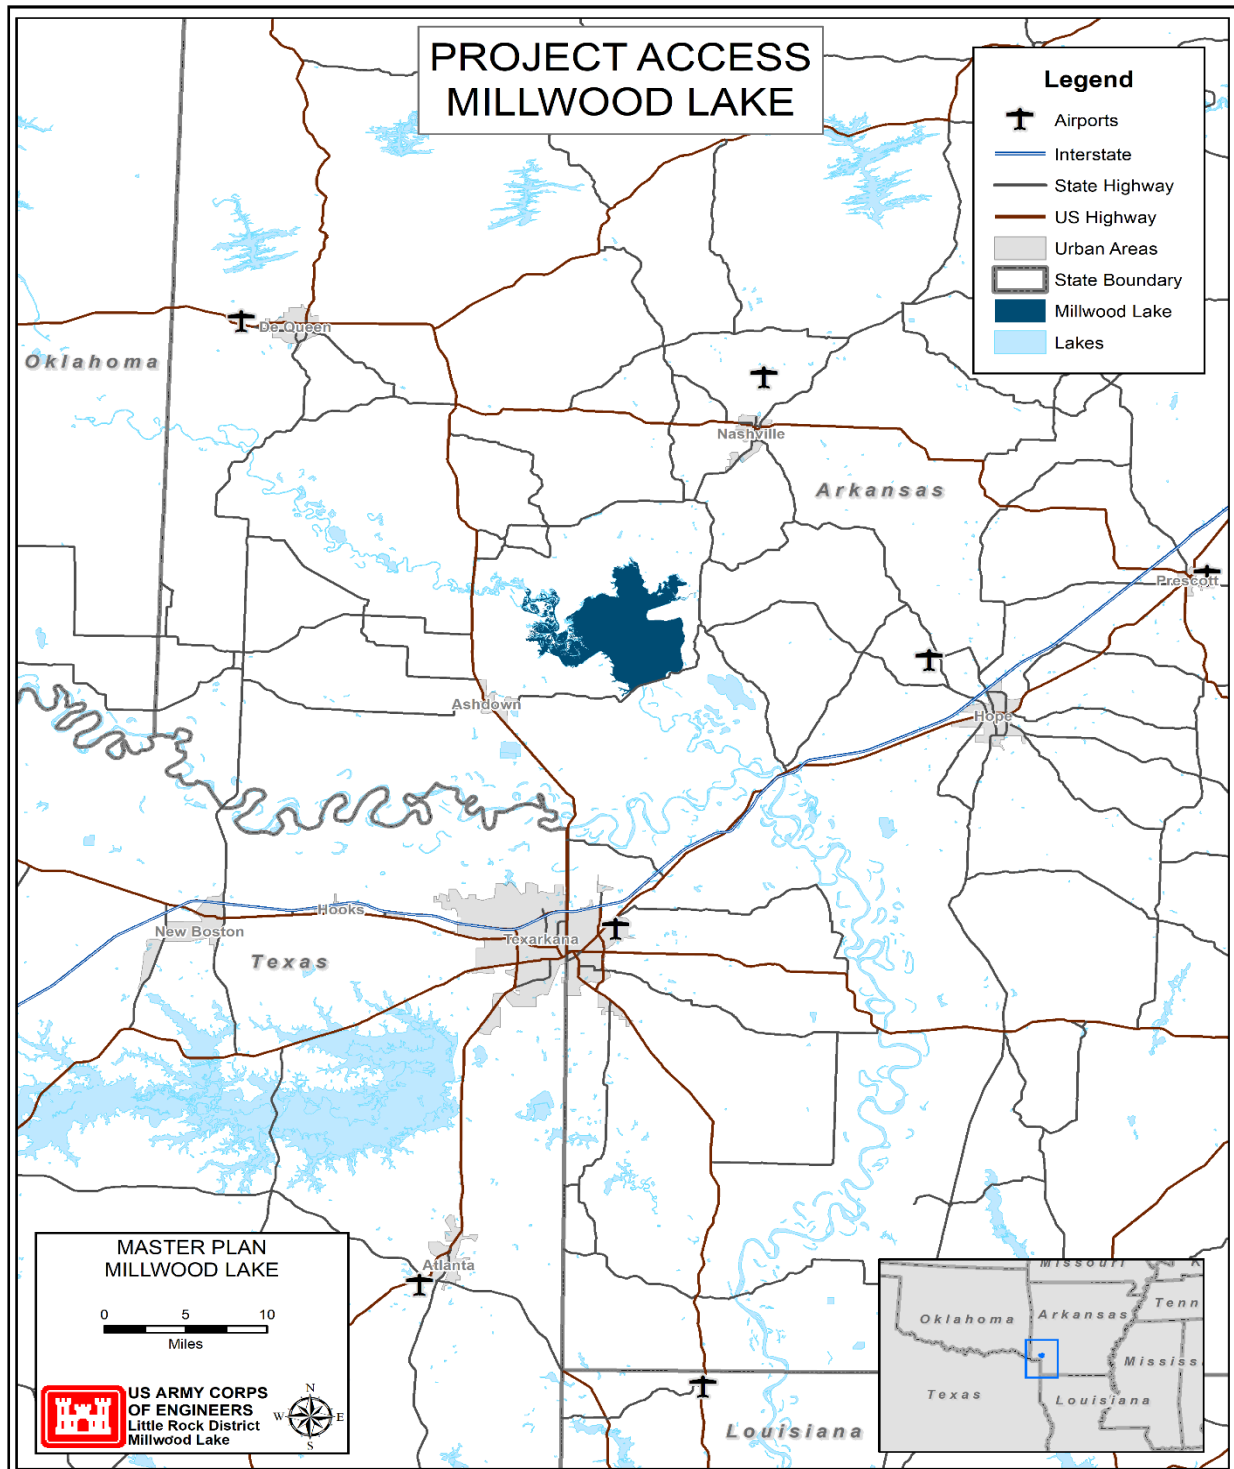 PROJECT ACCESS
MILLWOOD LAKE
Legend
Airports
Interstate
State Highway
US Highway
Urban Areas
State Boundary
Millwood Lake
Lakes
De Queen
Oklahoma
Nashville
Arkansas
Prescott
Ashdown
Hope
Hooks
New Boston
Texarkana
Texas
Atlanta
Louisiana
MASTER PLAN
MILLWOOD LAKE
0 5 10
Miles
US ARMY CORPS
OF ENGINEERS
Little Rock District
Millwood Lake
N
W E
S
Missouri
Oklahoma
Arkansas
Tenn
Mississ
Texas
Louisiana